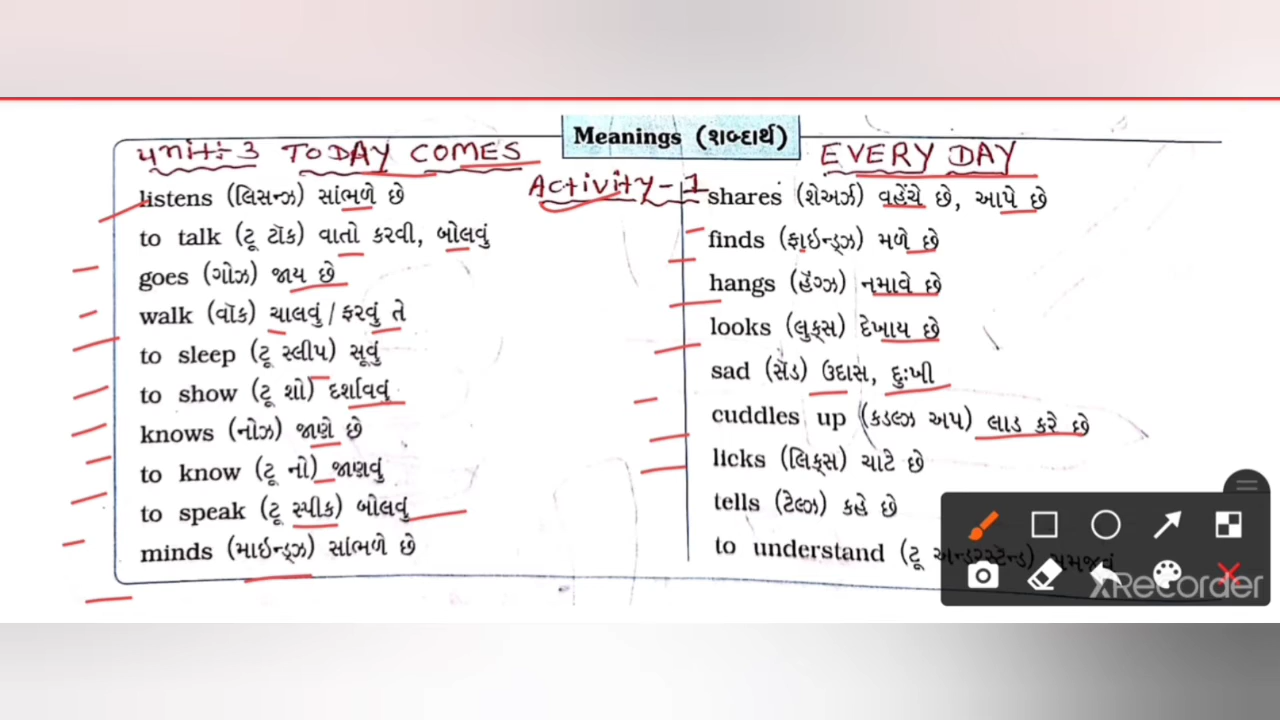 Meanings (શબ્દાર્થ)
યુનિટ:-3 TODAY COMES EVERY DAY
Activity-1
listens (લિસન્ઝ) સાંભળે છે
to talk (ટૂ ટૉક) વાતો કરવી, બોલવું
goes (ગોઝ) જાય છે
walk (વૉક) ચાલવું / ફરવું તે
to sleep (ટૂ સ્લીપ) સૂવું
to show (ટૂ શો) દર્શાવવું
knows (નોઝ) જાણે છે
to know (ટૂ નો) જાણવું
to speak (ટૂ સ્પીક) બોલવું
minds (માઇન્ડ્ઝ) સાંભળે છે
shares (શેઅર્ઝ) વહેંચે છે, આપે છે
finds (ફાઇન્ડ્ઝ) મળે છે
hangs (હૅંગ્ઝ) નમાવે છે
looks (લુક્સ) દેખાય છે
sad (સૅડ) ઉદાસ, દુઃખી
cuddles up (કડલ્ઝ અપ) લાડ કરે છે
licks (લિક્સ) ચાટે છે
tells (ટેલ્ઝ) કહે છે
to understand (ટૂ અન્ડરસ્ટેન્ડ) સમજવું
XRecorder